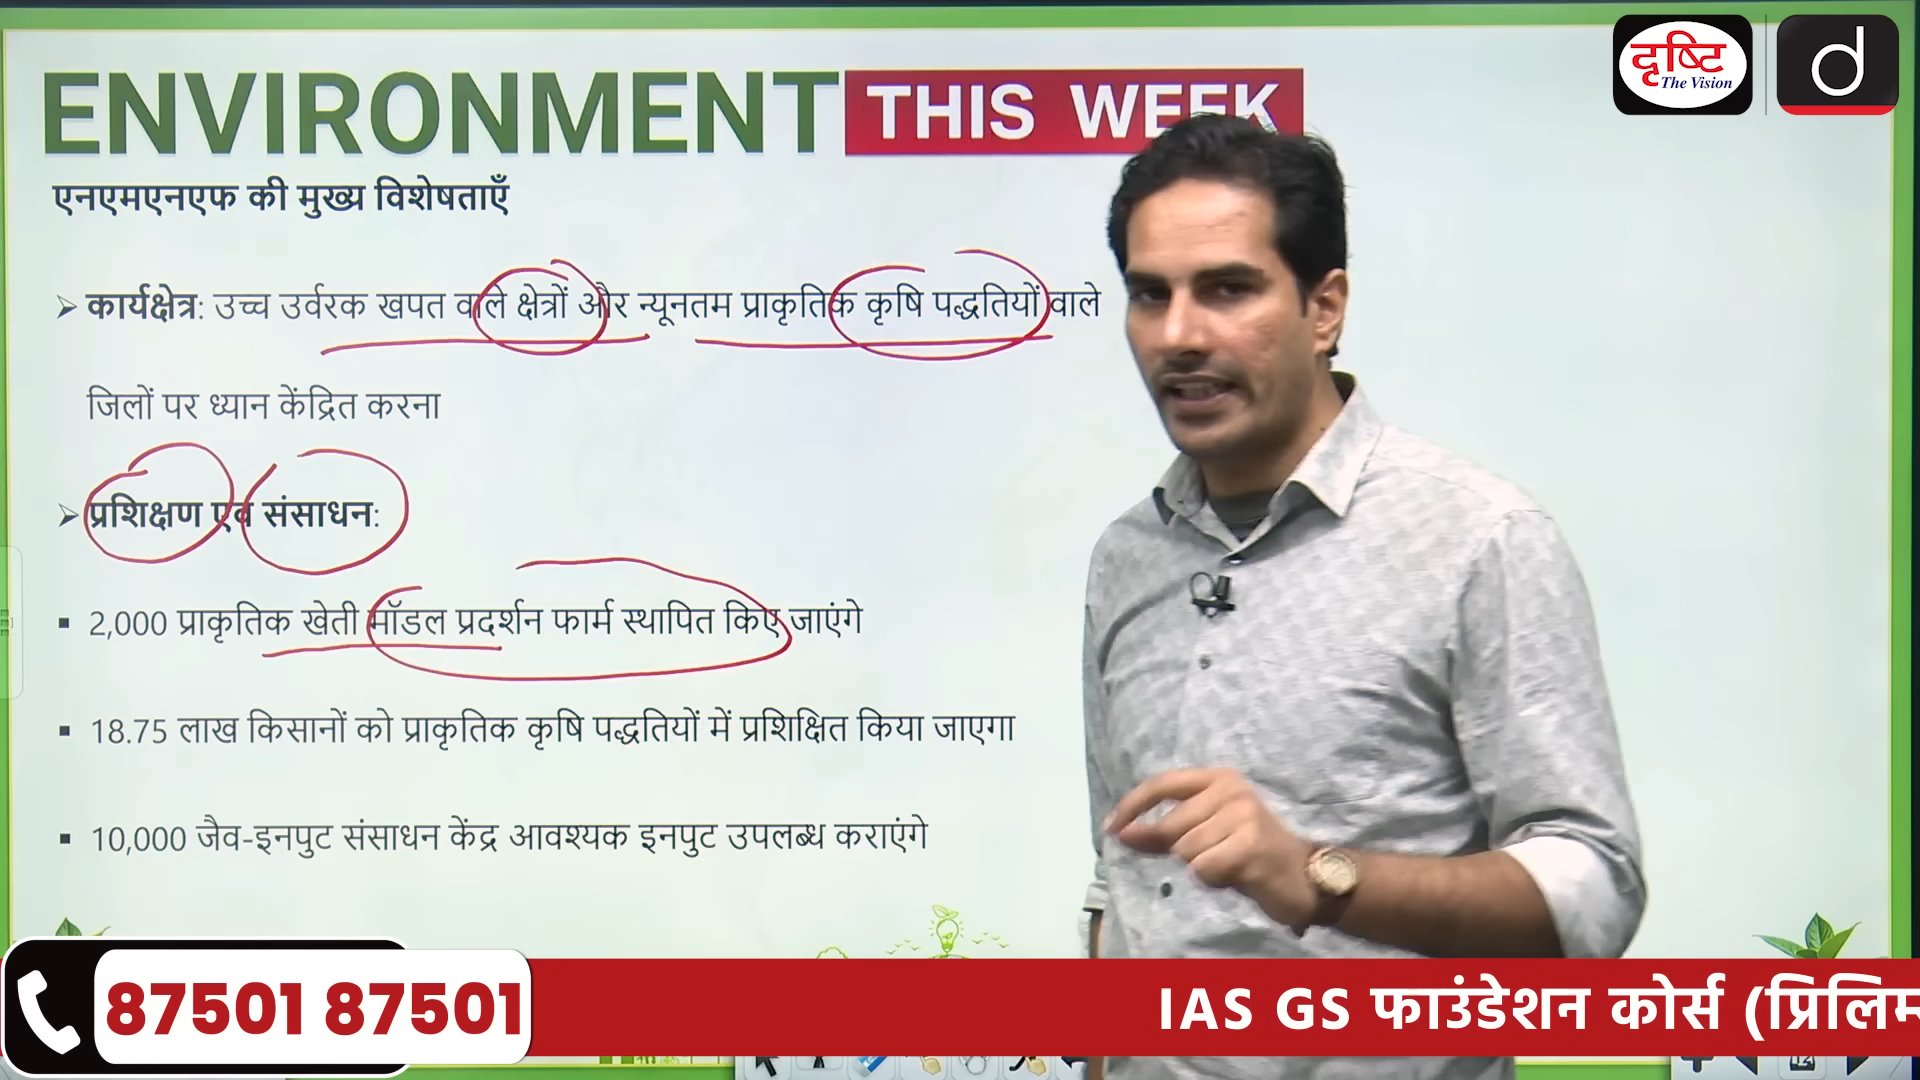 दृष्टि
The Vision
d
ENVIRONMENT THIS WEEK
एनएमएनएफ की मुख्य विशेषताएँ
➢ कार्यक्षेत्र: उच्च उर्वरक खपत वाले क्षेत्रों और न्यूनतम प्राकृतिक कृषि पद्धतियों वाले
जिलों पर ध्यान केंद्रित करना
➢ प्रशिक्षण एवं संसाधन:
▪ 2,000 प्राकृतिक खेती मॉडल प्रदर्शन फार्म स्थापित किए जाएंगे
▪ 18.75 लाख किसानों को प्राकृतिक कृषि पद्धतियों में प्रशिक्षित किया जाएगा
▪ 10,000 जैव-इनपुट संसाधन केंद्र आवश्यक इनपुट उपलब्ध कराएंगे
87501 87501
IAS GS फाउंडेशन कोर्स (प्रिलिम
12